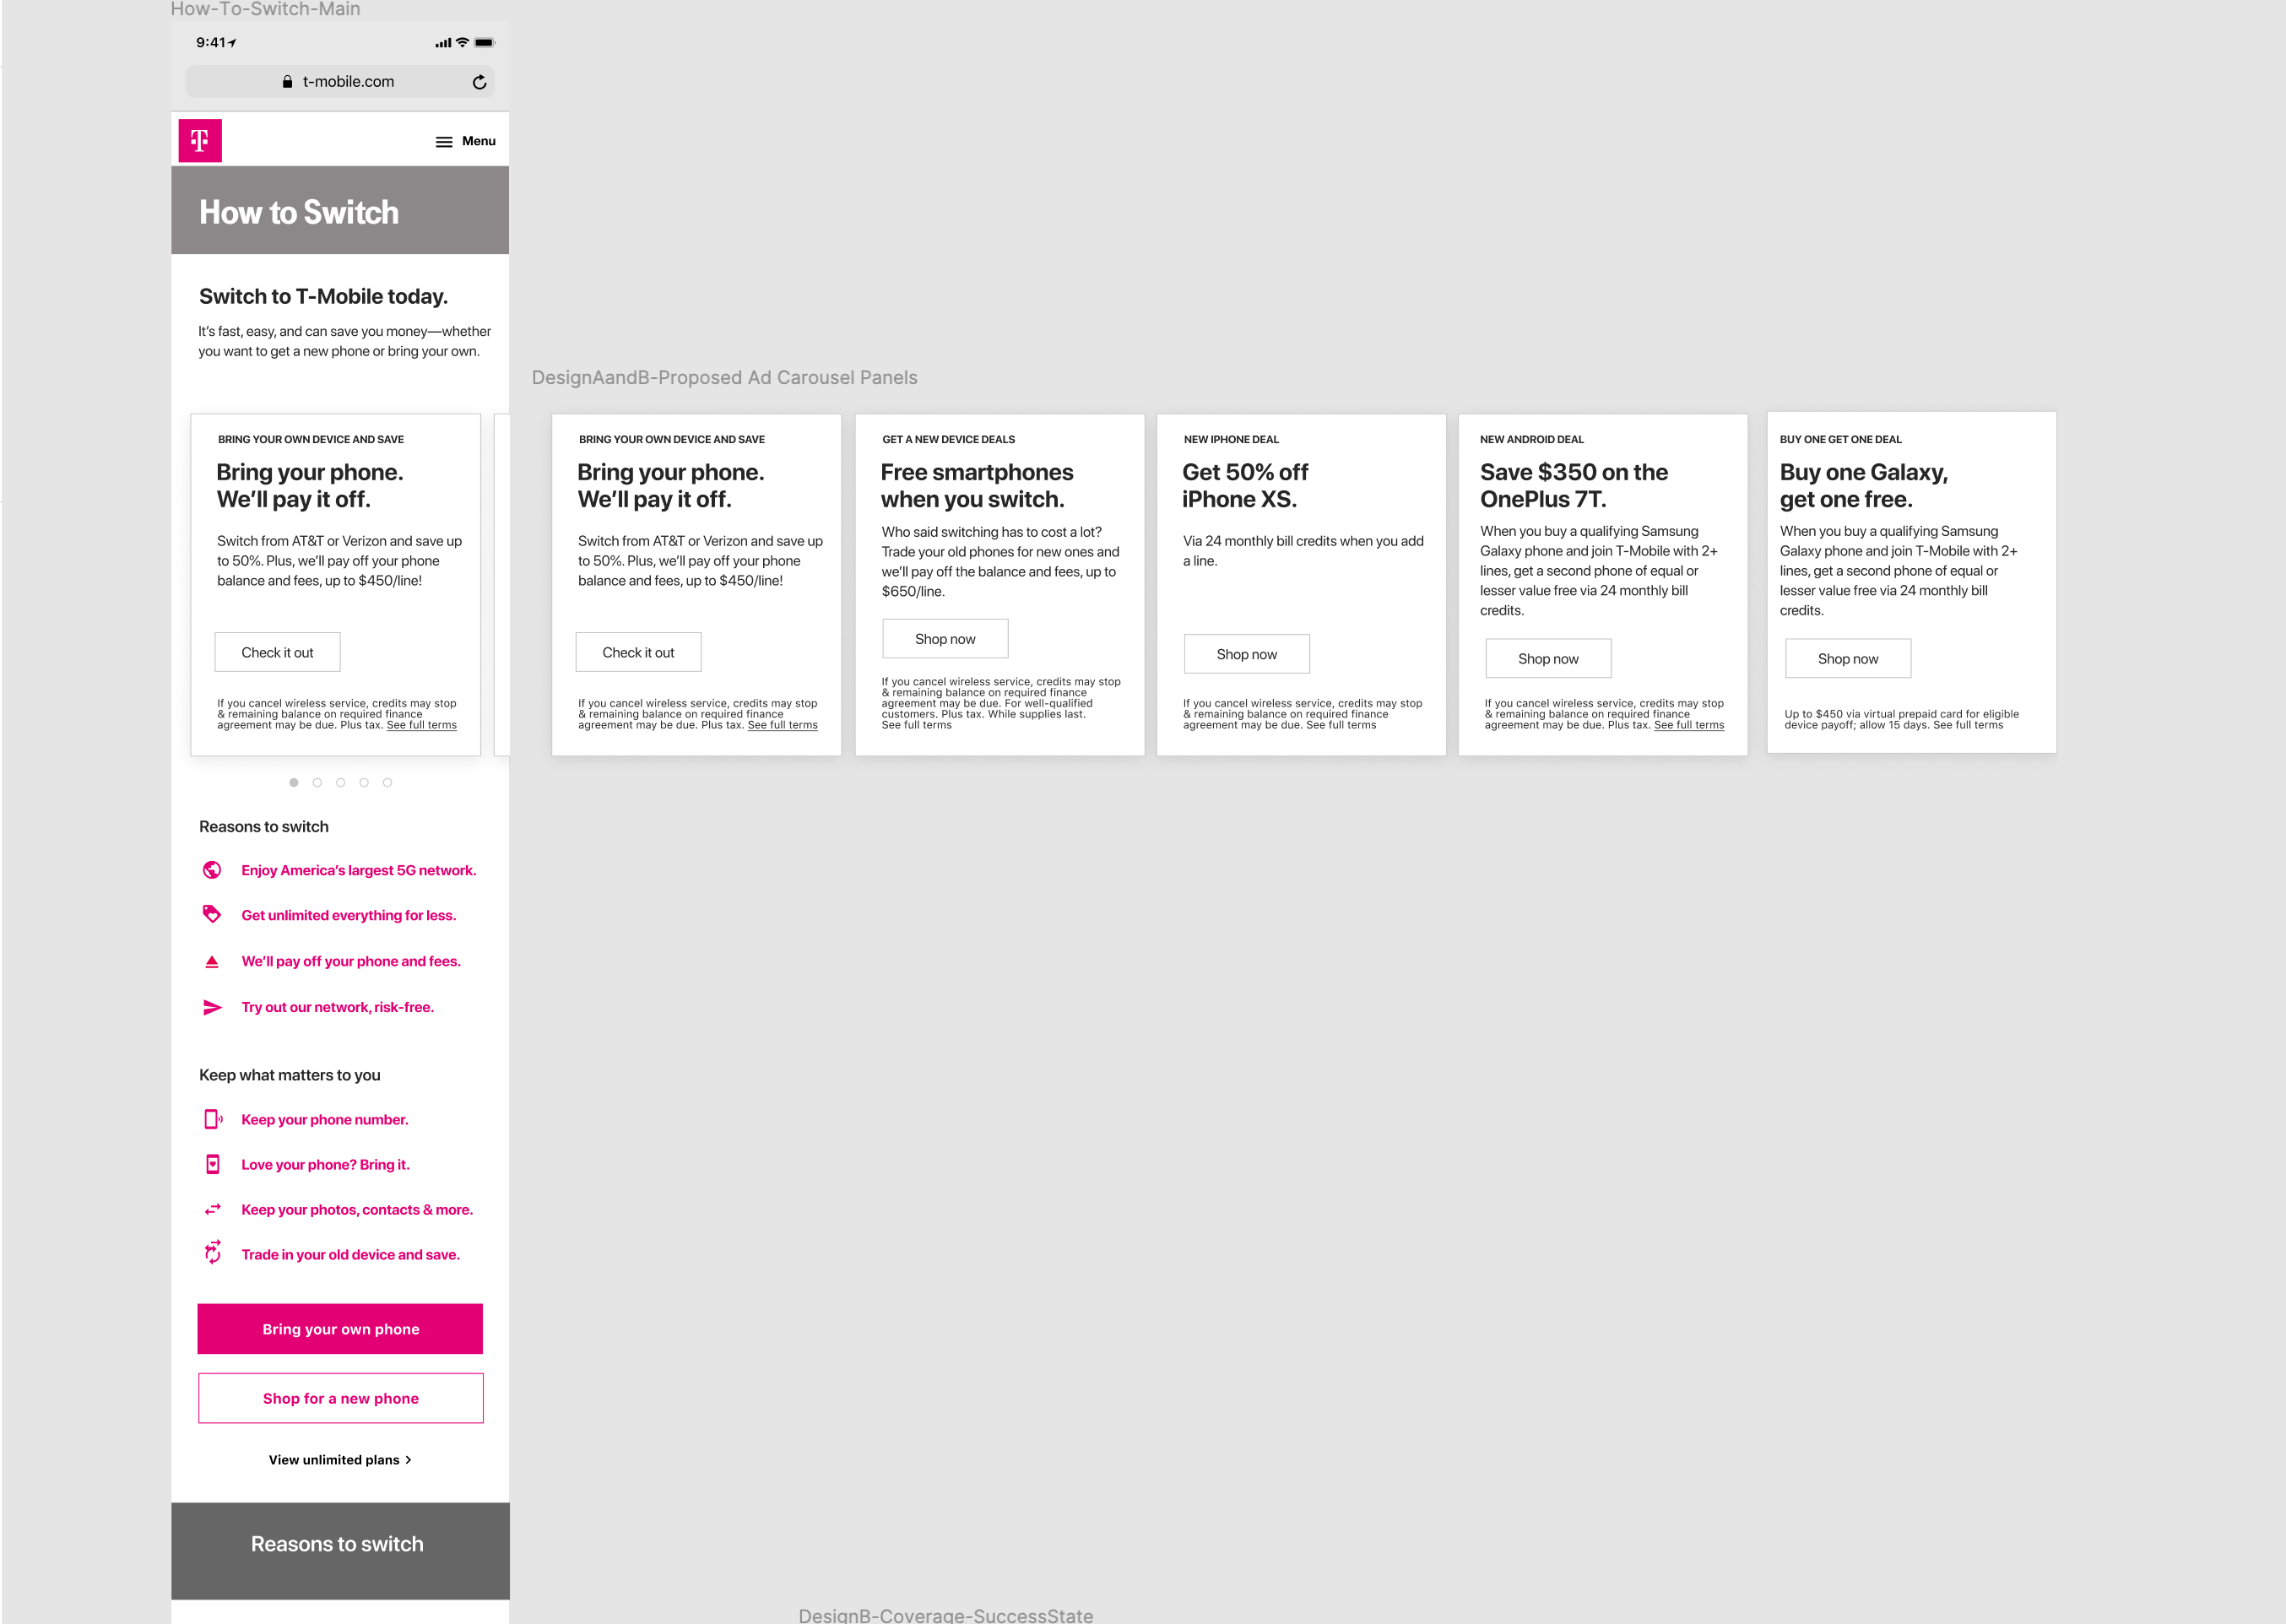 How-To-Switch-Main
9:41
t-mobile.com
T
Menu
How to Switch
Switch to T-Mobile today.
It’s fast, easy, and can save you money—whether
you want to get a new phone or bring your own.
BRING YOUR OWN DEVICE AND SAVE
Bring your phone.
We’ll pay it off.
Switch from AT&T or Verizon and save up
to 50%. Plus, we’ll pay off your phone
balance and fees, up to $450/line!
Check it out
If you cancel wireless service, credits may stop
& remaining balance on required finance
agreement may be due. Plus tax. See full terms
Reasons to switch
Enjoy America’s largest 5G network.
Get unlimited everything for less.
We’ll pay off your phone and fees.
Try out our network, risk-free.
Keep what matters to you
Keep your phone number.
Love your phone? Bring it.
Keep your photos, contacts & more.
Trade in your old device and save.
Bring your own phone
Shop for a new phone
View unlimited plans >
Reasons to switch
DesignAandB-Proposed Ad Carousel Panels
BRING YOUR OWN DEVICE AND SAVE
Bring your phone.
We’ll pay it off.
Switch from AT&T or Verizon and save up
to 50%. Plus, we’ll pay off your phone
balance and fees, up to $450/line!
Check it out
If you cancel wireless service, credits may stop
& remaining balance on required finance
agreement may be due. Plus tax. See full terms
GET A NEW DEVICE DEALS
Free smartphones
when you switch.
Who said switching has to cost a lot?
Trade your old phones for new ones and
we’ll pay off the balance and fees, up to
$650/line.
Shop now
If you cancel wireless service, credits may stop
& remaining balance on required finance
agreement may be due. For well-qualified
customers. Plus tax. While supplies last.
See full terms
NEW IPHONE DEAL
Get 50% off
iPhone XS.
Via 24 monthly bill credits when you add
a line.
Shop now
If you cancel wireless service, credits may stop
& remaining balance on required finance
agreement may be due. See full terms
NEW ANDROID DEAL
Save $350 on the
OnePlus 7T.
When you buy a qualifying Samsung
Galaxy phone and join T-Mobile with 2+
lines, get a second phone of equal or
lesser value free via 24 monthly bill
credits.
Shop now
If you cancel wireless service, credits may stop
& remaining balance on required finance
agreement may be due. Plus tax. See full terms
BUY ONE GET ONE DEAL
Buy one Galaxy,
get one free.
When you buy a qualifying Samsung
Galaxy phone and join T-Mobile with 2+
lines, get a second phone of equal or
lesser value free via 24 monthly bill
credits.
Shop now
Up to $450 via virtual prepaid card for eligible
device payoff; allow 15 days. See full terms
DesignB-Coverage-SuccessState